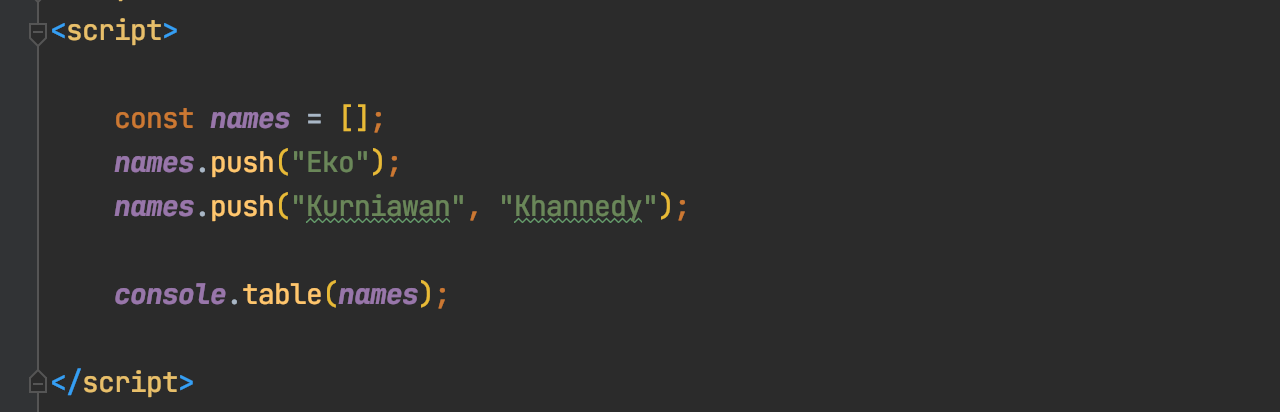 <script>
const names = [];
names.push("Eko");
names.push("Kurniawan", "Khannedy");
console.table(names);
</script>